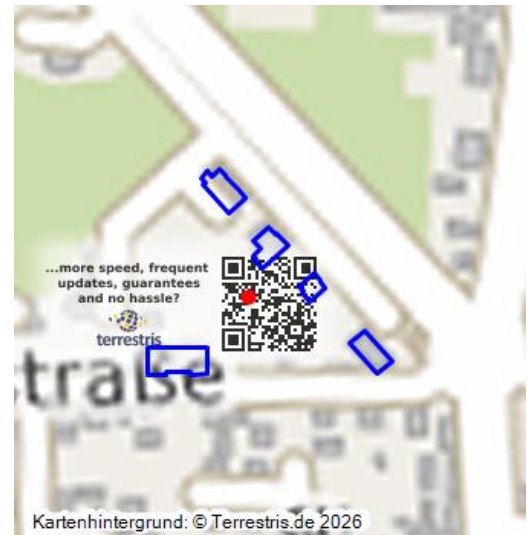 ...more speed, frequent
updates, guarantees
and no hassle?
terrestris
straße
Kartenhintergrund: © Terrestris.de 2026